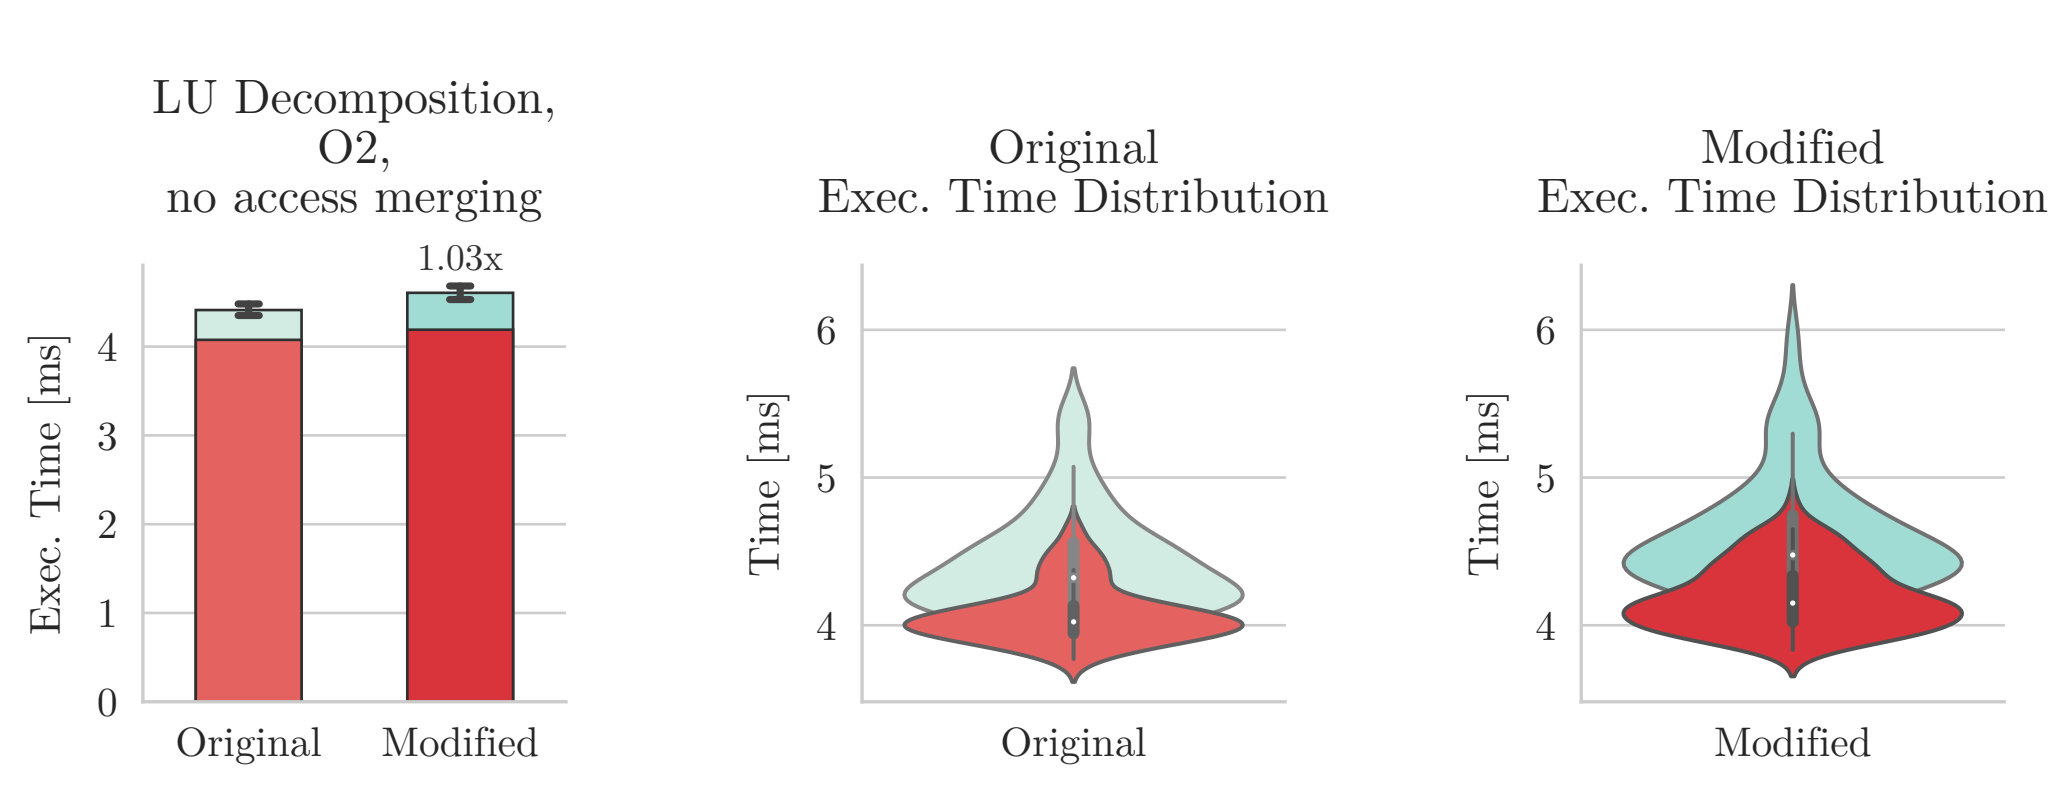 LU Decomposition,
O2,
no access merging
1.03x
Exec. Time [ms]
4
3
2
1
0
Original
Modified
Original
Exec. Time Distribution
Time [ms]
6
5
4
Original
Modified
Exec. Time Distribution
Time [ms]
6
5
4
Modified